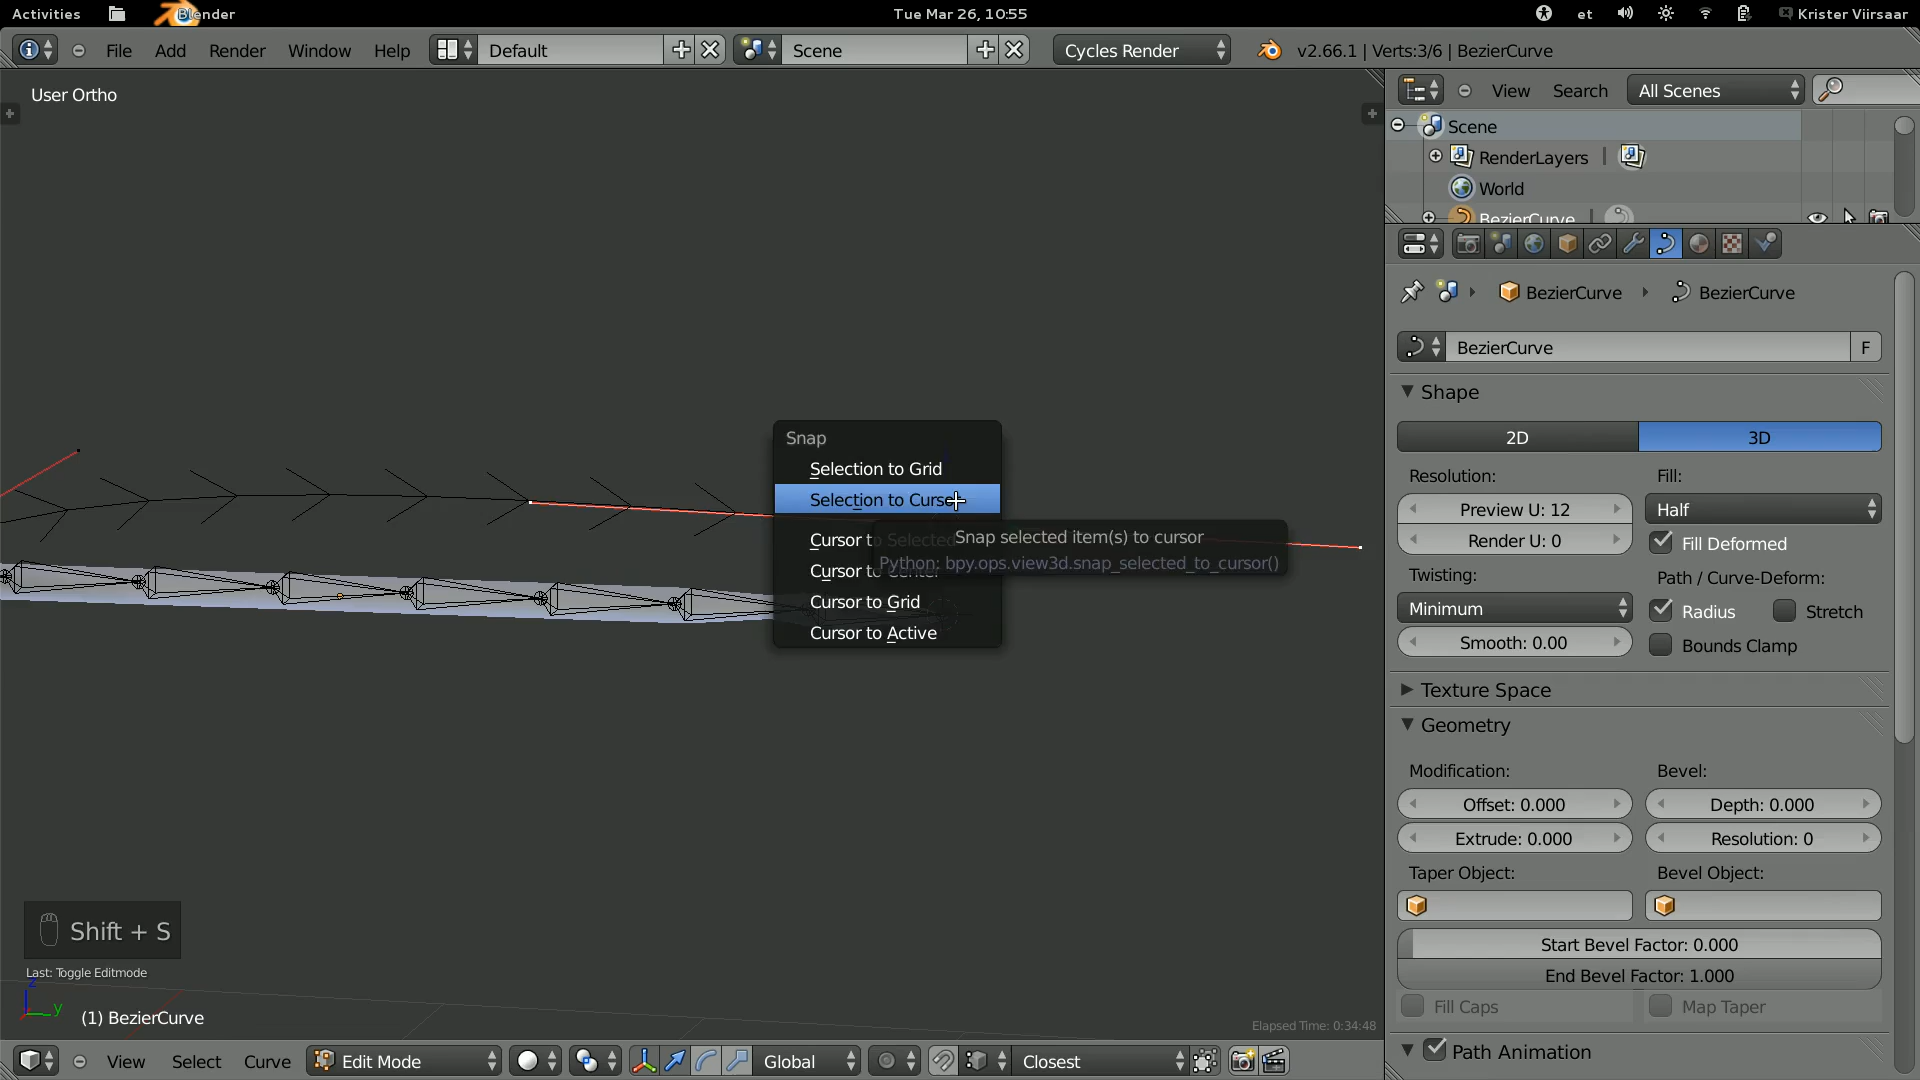 Activities Blender Tue Mar 26, 10:55 et Krister Viirsaar
File Add Render Window Help Default Scene Cycles Render v2.66.1 | Verts:3/6 | BezierCurve
User Ortho
View Search All Scenes
Scene
RenderLayers
World
BezierCurve
BezierCurve BezierCurve
BezierCurve F
Shape
2D 3D
Resolution: Fill:
Preview U: 12 Half
Render U: 0 Fill Deformed
Twisting: Path / Curve-Deform:
Minimum Radius Stretch
Smooth: 0.00 Bounds Clamp
Texture Space
Geometry
Modification: Bevel:
Offset: 0.000 Depth: 0.000
Extrude: 0.000 Resolution: 0
Taper Object: Bevel Object:
Start Bevel Factor: 0.000
End Bevel Factor: 1.000
Fill Caps Map Taper
Path Animation
Snap
Selection to Grid
Selection to Curso
Cursor to Selected
Cursor to Center
Cursor to Grid
Cursor to Active
Snap selected item(s) to cursor
Python: bpy.ops.view3d.snap_selected_to_cursor()
Shift + S
Last: Toggle Editmode
z
y
(1) BezierCurve
Elapsed Time: 0:34:48
View Select Curve Edit Mode Global Closest